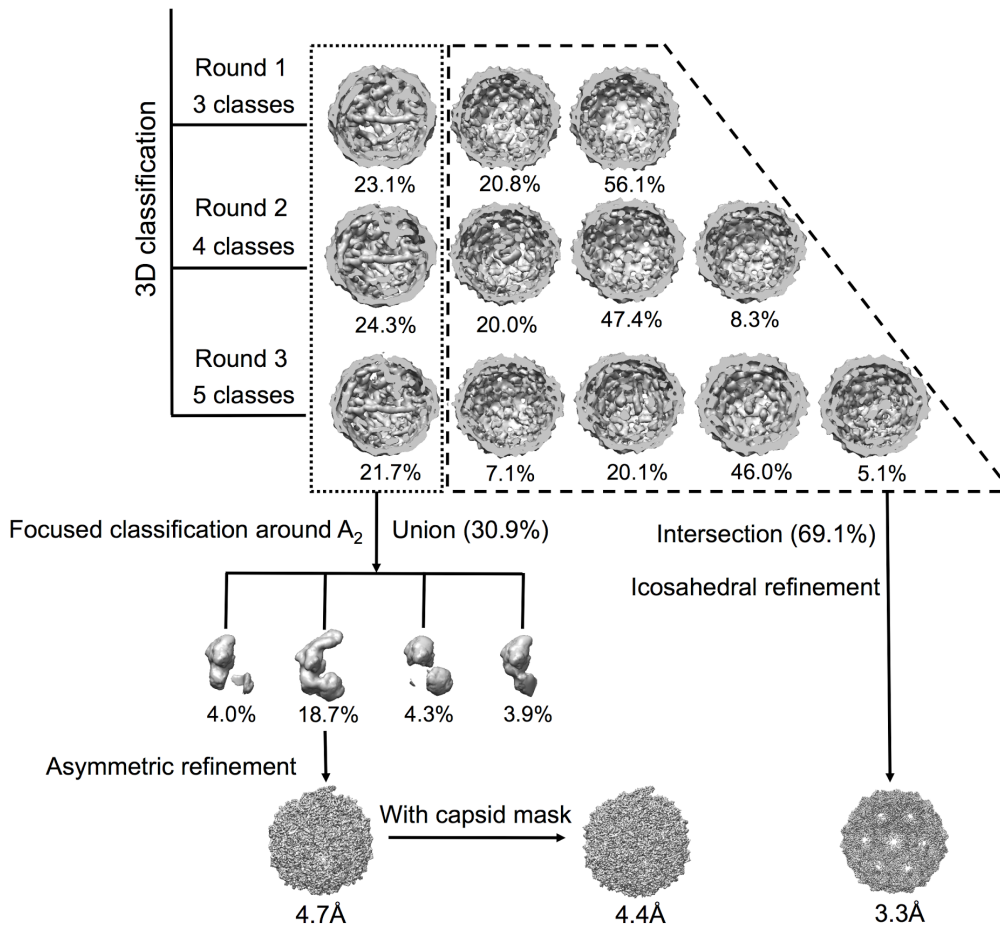 3D classification
Round 1
3 classes
23.1%
20.8%
56.1%
Round 2
4 classes
24.3%
20.0%
47.4%
8.3%
Round 3
5 classes
21.7%
7.1%
20.1%
46.0%
5.1%
Focused classification around A₂
Union (30.9%)
Intersection (69.1%)
Icosahedral refinement
4.0%
18.7%
4.3%
3.9%
Asymmetric refinement
With capsid mask
4.7Å
4.4Å
3.3Å